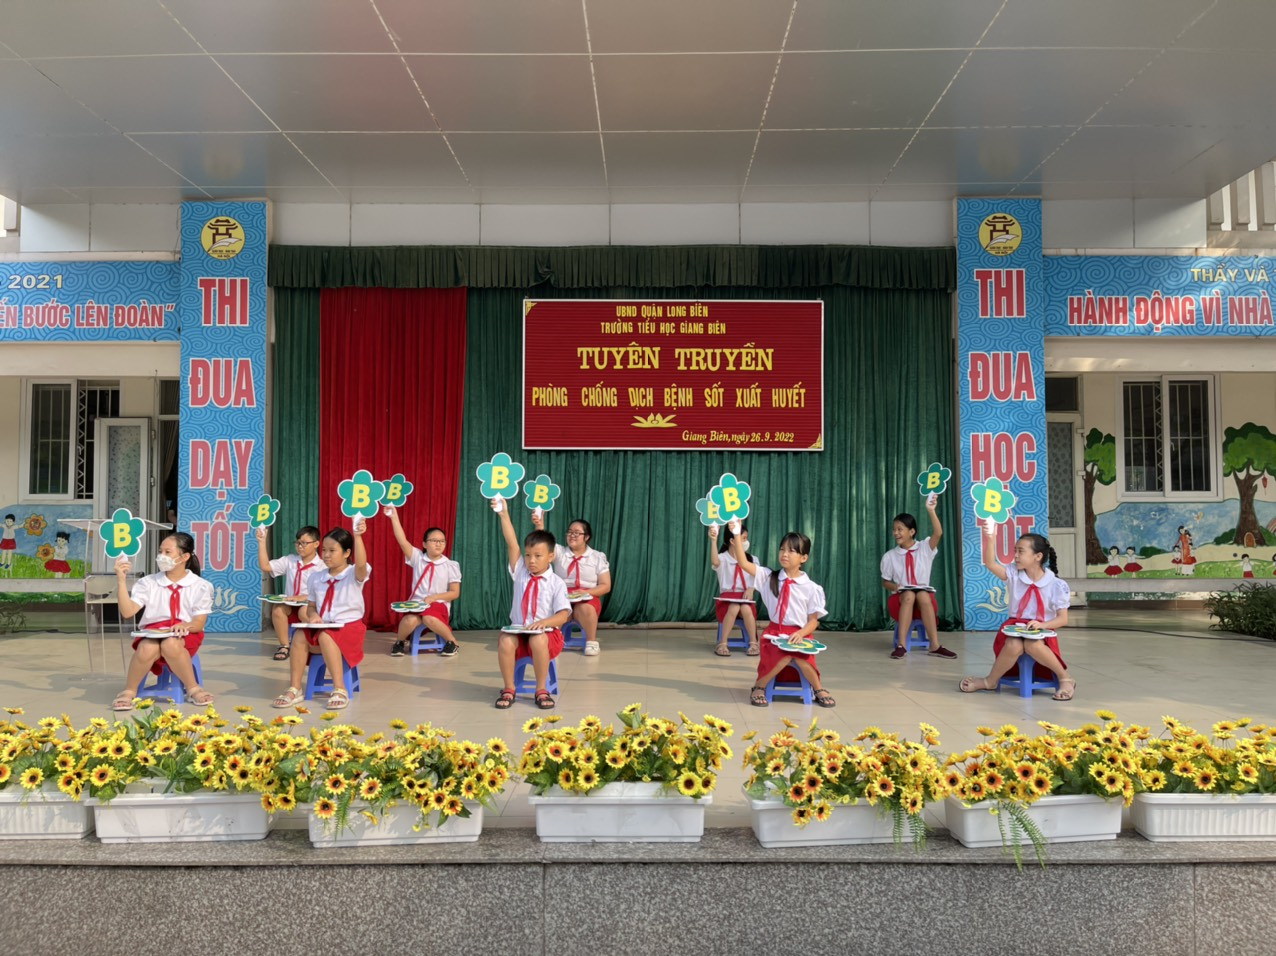 2021
ẾN BƯỚC LÊN ĐOÀN"
THI
ĐUA
DẠY
TỐT
UBND QUẬN LONG BIÊN
TRƯỜNG TIỂU HỌC GIANG BIÊN
TUYÊN TRUYỀN
PHÒNG CHỐNG DỊCH BỆNH SỐT XUẤT HUYẾT
Giang Biên, ngày 26.9.2022
THI
ĐUA
HỌC
TỐT
THẦY VÀ
HÀNH ĐỘNG VÌ NHÀ
B
B
B
B
B
B
B
B
B
B